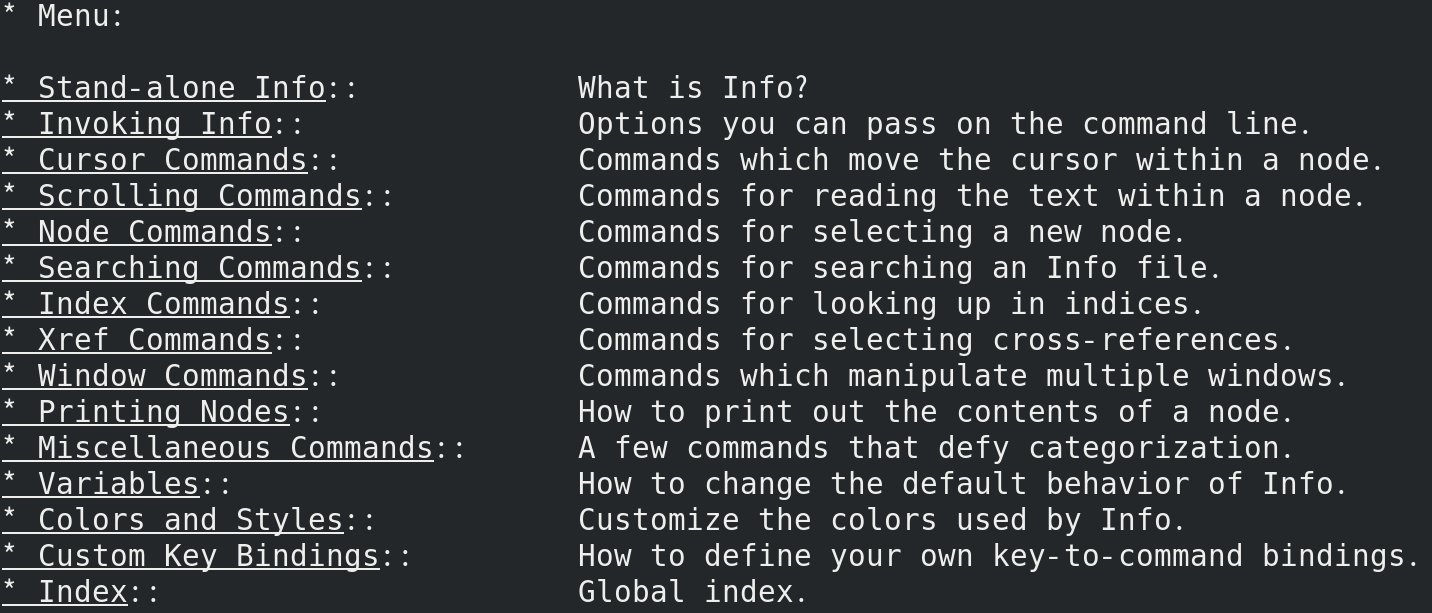 * Menu:

* Stand-alone Info::            What is Info?
* Invoking Info::               Options you can pass on the command line.
* Cursor Commands::             Commands which move the cursor within a node.
* Scrolling Commands::          Commands for reading the text within a node.
* Node Commands::               Commands for selecting a new node.
* Searching Commands::          Commands for searching an Info file.
* Index Commands::              Commands for looking up in indices.
* Xref Commands::               Commands for selecting cross-references.
* Window Commands::             Commands which manipulate multiple windows.
* Printing Nodes::              How to print out the contents of a node.
* Miscellaneous Commands::      A few commands that defy categorization.
* Variables::                   How to change the default behavior of Info.
* Colors and Styles::           Customize the colors used by Info.
* Custom Key Bindings::         How to define your own key-to-command bindings.
* Index::                       Global index.